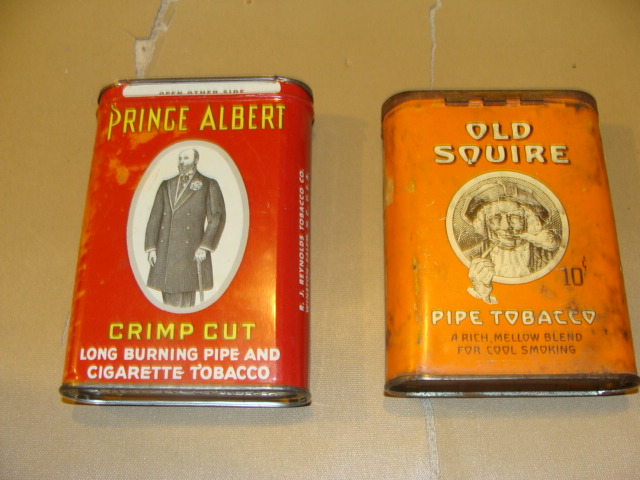 OPEN OTHER SIDE
PRINCE ALBERT
CRIMP CUT
LONG BURNING PIPE AND
CIGARETTE TOBACCO
R. J. REYNOLDS TOBACCO CO.
OLD
SQUIRE
10¢
PIPE TOBACCO
A RICH, MELLOW BLEND
FOR COOL SMOKING